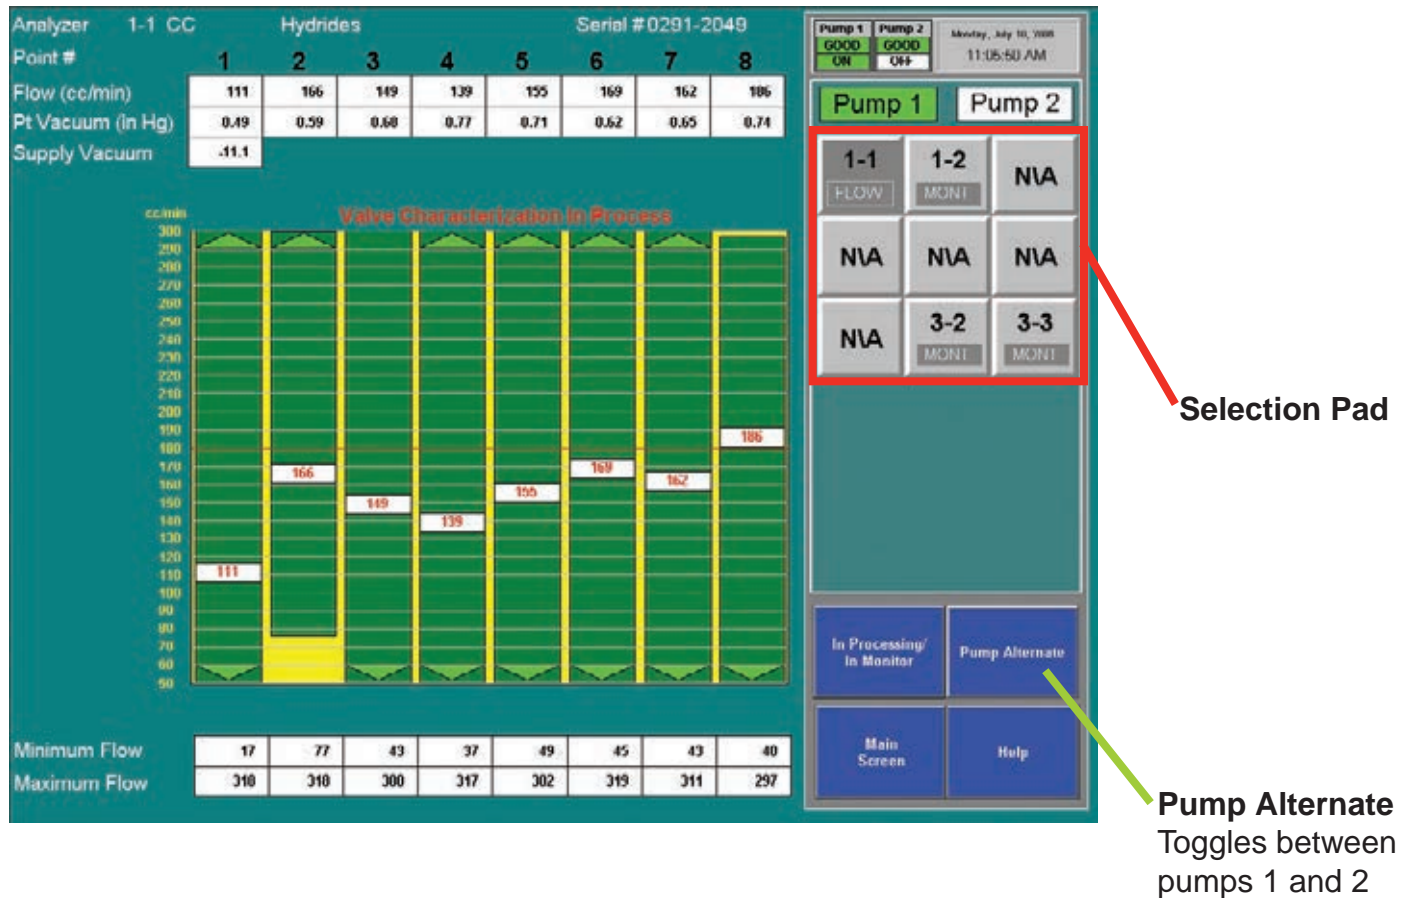 Analyzer 1-1 CC Hydrides Serial #0291-2049
Point # 1 2 3 4 5 6 7 8
Flow (cc/min) 111 166 149 139 155 169 162 186
Pt Vacuum (In Hg) 0.49 0.59 0.68 0.77 0.71 0.62 0.65 0.74
Supply Vacuum -11.1
Valve Characterization In Process
cc/min
300
290
280
270
260
250
240
230
220
210
200
190
180
170
160
150
140
130
120
110
100
90
80
70
60
50
186
166
169
162
155
149
139
111
Minimum Flow 17 77 43 37 49 45 43 40
Maximum Flow 318 318 300 317 302 319 311 297
Pump 1 Pump 2
GOOD GOOD
ON OFF
Monday, July 10,
11:05:50 AM
Pump 1 Pump 2
1-1 1-2 N\A
FLOW MONT
N\A N\A N\A
N\A 3-2 3-3
MONT MONT
In Processing/
In Monitor
Pump Alternate
Main
Screen
Help
Selection Pad
Pump Alternate
Toggles between
pumps 1 and 2